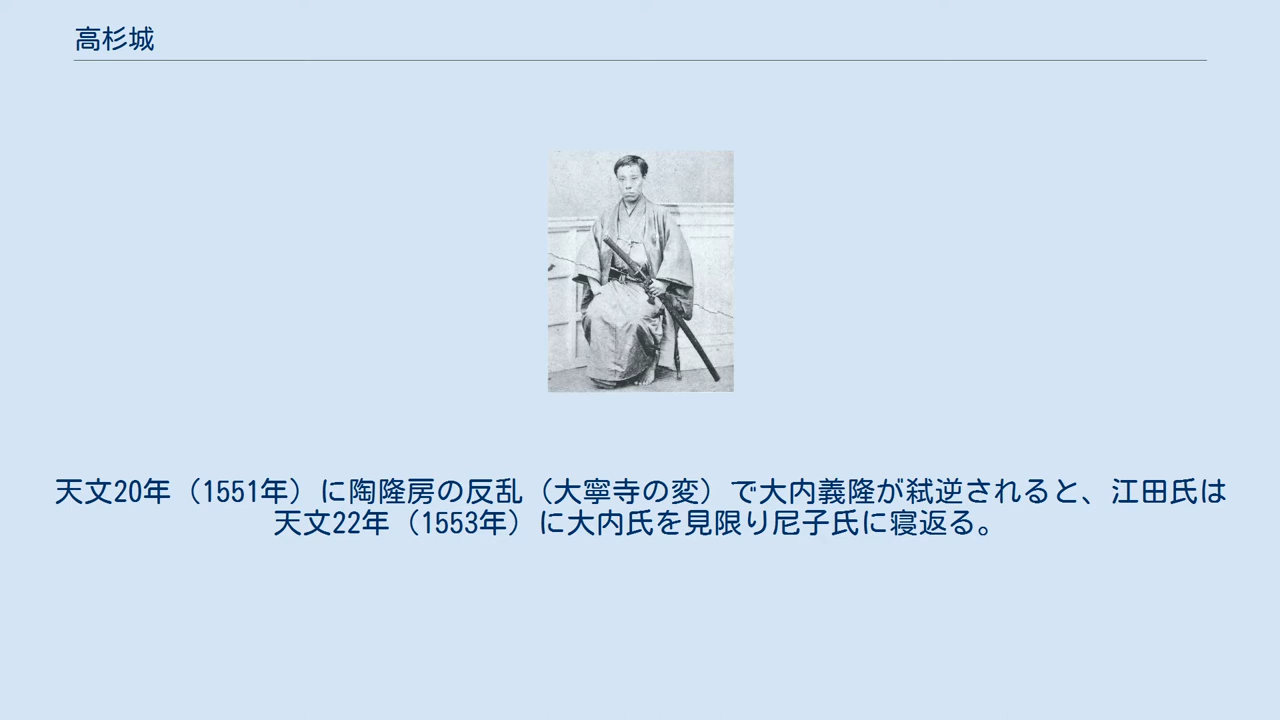 高杉城
天文20年（1551年）に陶隆房の反乱（大寧寺の変）で大内義隆が弑逆されると、江田氏は
天文22年（1553年）に大内氏を見限り尼子氏に寝返る。